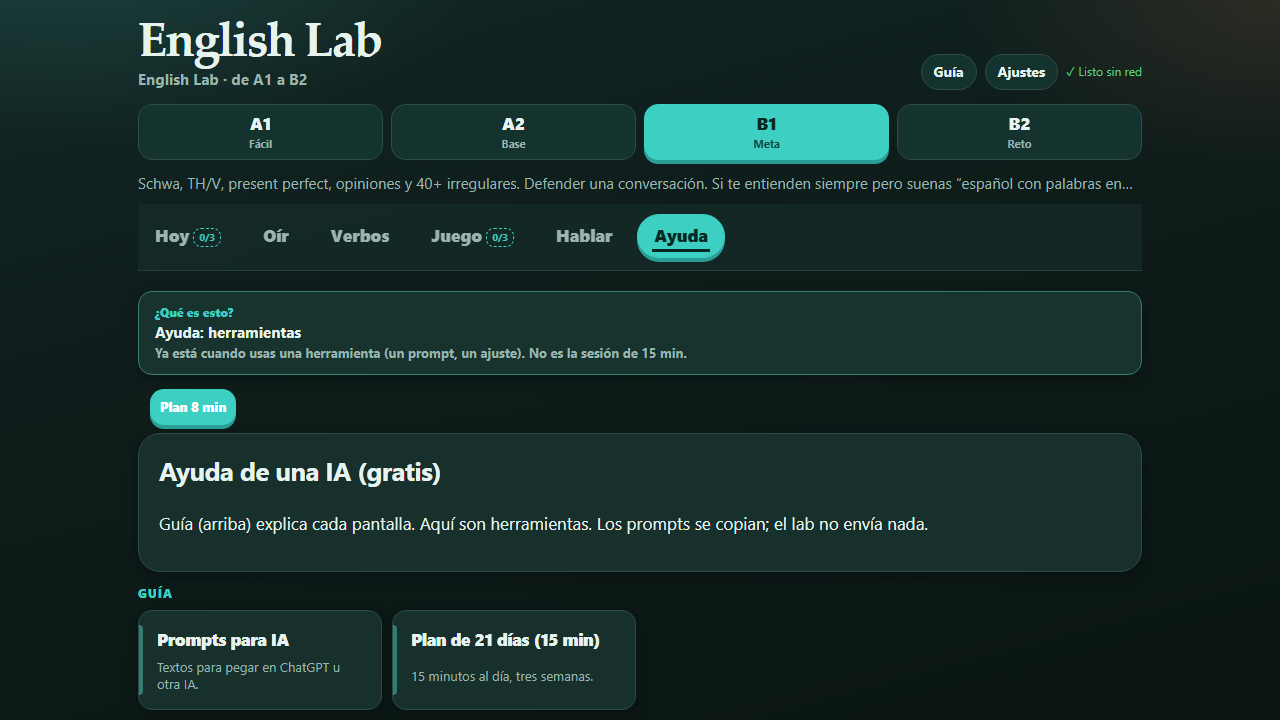 English Lab
English Lab · de A1 a B2
Guía
Ajustes
✓ Listo sin red
A1
Fácil
A2
Base
B1
Meta
B2
Reto
Schwa, TH/V, present perfect, opiniones y 40+ irregulares. Defender una conversación. Si te entienden siempre pero suenas “español con palabras en...
Hoy 0/3
Oír
Verbos
Juego 0/3
Hablar
Ayuda
¿Qué es esto?
Ayuda: herramientas
Ya está cuando usas una herramienta (un prompt, un ajuste). No es la sesión de 15 min.
Plan 8 min
Ayuda de una IA (gratis)
Guía (arriba) explica cada pantalla. Aquí son herramientas. Los prompts se copian; el lab no envía nada.
GUÍA
Prompts para IA
Textos para pegar en ChatGPT u
otra IA.
Plan de 21 días (15 min)
15 minutos al día, tres semanas.